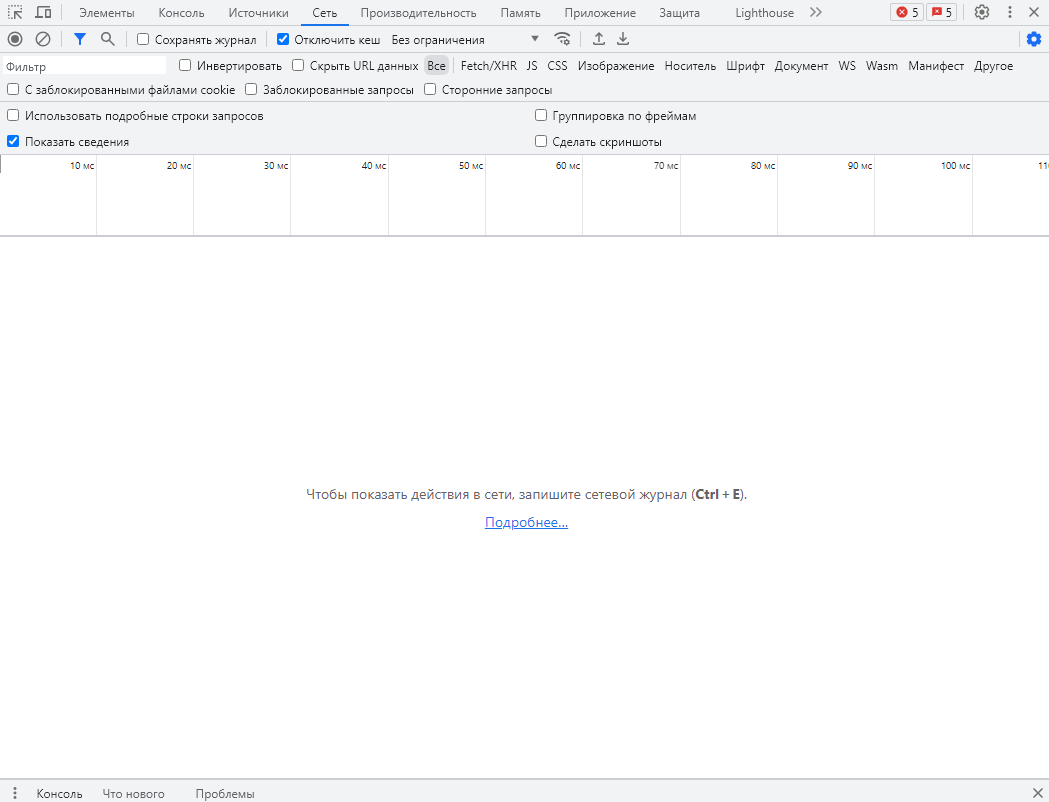 Элементы Консоль Источники Сеть Производительность Память Приложение Защита Lighthouse 5 5
Сохранять журнал Отключить кеш Без ограничения
Фильтр Инвертировать Скрыть URL данных Все Fetch/XHR JS CSS Изображение Носитель Шрифт Документ WS Wasm Манифест Другое
С заблокированными файлами cookie Заблокированные запросы Сторонние запросы
Использовать подробные строки запросов Группировка по фреймам
Показать сведения Сделать скриншоты
10 мс 20 мс 30 мс 40 мс 50 мс 60 мс 70 мс 80 мс 90 мс 100 мс
Чтобы показать действия в сети, запишите сетевой журнал (Ctrl + E).
Подробнее...
Консоль Что нового Проблемы